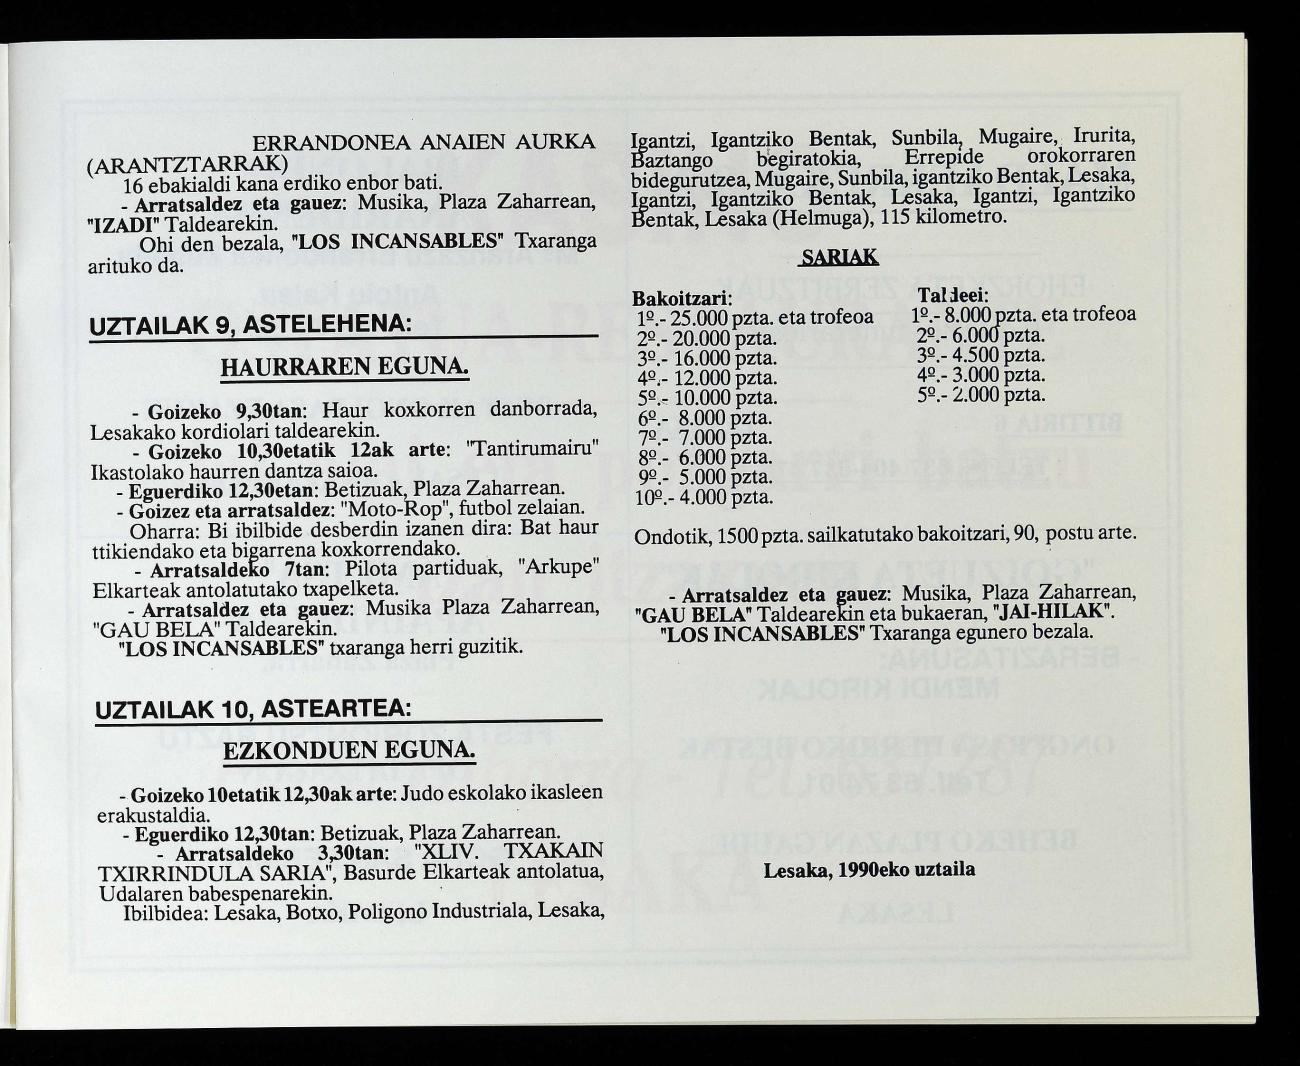 ERRANDONEA ANAIEN AURKA
(ARANTZTARRAK)
16 ebakialdi kana erdiko enbor bati.
- Arratsaldez eta gauez: Musika, Plaza Zaharrean,
"IZADI" Taldearekin.
Ohi den bezala, "LOS INCANSABLES" Txaranga
arituko da.
UZTAILAK 9, ASTELEHENA:
HAURRAREN EGUNA.
- Goizeko 9,30tan: Haur koxkorren danborrada,
Lesakako kordiolari taldearekin.
- Goizeko 10,30etatik 12ak arte: "Tantirumairu"
Ikastolako haurren dantza saioa.
- Eguerdiko 12,30etan: Betizuak, Plaza Zaharrean.
- Goizez eta arratsaldez: "Moto-Rop", futbol zelaian.
Oharra: Bi ibilbide desberdin izanen dira: Bat haur
ttikiendako eta bigarrena koxkorrendako.
- Arratsaldeko 7tan: Pilota partiduak, "Arkupe"
Elkarteak antolatutako txapelketa.
- Arratsaldez eta gauez: Musika Plaza Zaharrean,
"GAU BELA" Taldearekin.
"LOS INCANSABLES" txaranga herri guzitik.
UZTAILAK 10, ASTEARTEA:
EZKONDUEN EGUNA.
- Goizeko 10etatik 12,30ak arte: Judo eskolako ikasleen
erakustaldia.
- Eguerdiko 12,30tan: Betizuak, Plaza Zaharrean.
- Arratsaldeko 3,30tan: "XLIV. TXAKAIN
TXIRRINDULA SARIA", Basurde Elkarteak antolatua,
Udalaren babespenarekin.
Ibilbidea: Lesaka, Botxo, Poligono Industriala, Lesaka,
Igantzi, Igantziko Bentak, Sunbila, Mugaire, Irurita,
Baztango begiratokia, Errepide orokorraren
bidegurutzea, Mugaire, Sunbila, igantziko Bentak, Lesaka,
Igantzi, Igantziko Bentak, Lesaka, Igantzi, Igantziko
Bentak, Lesaka (Helmuga), 115 kilometro.
SARIAK
Bakoitzari:
1º.- 25.000 pzta. eta trofeoa
2º.- 20.000 pzta.
3º.- 16.000 pzta.
4º.- 12.000 pzta.
5º.- 10.000 pzta.
6º.- 8.000 pzta.
7º.- 7.000 pzta.
8º.- 6.000 pzta.
9º.- 5.000 pzta.
10º.- 4.000 pzta.
Taldeei:
1º.- 8.000 pzta. eta trofeoa
2º.- 6.000 pzta.
3º.- 4.500 pzta.
4º.- 3.000 pzta.
5º.- 2.000 pzta.
Ondotik, 1500 pzta. sailkatutako bakoitzari, 90, postu arte.
- Arratsaldez eta gauez: Musika, Plaza Zaharrean,
"GAU BELA" Taldearekin eta bukaeran, "JAI-HILAK".
"LOS INCANSABLES" Txaranga egunero bezala.
Lesaka, 1990eko uztaila